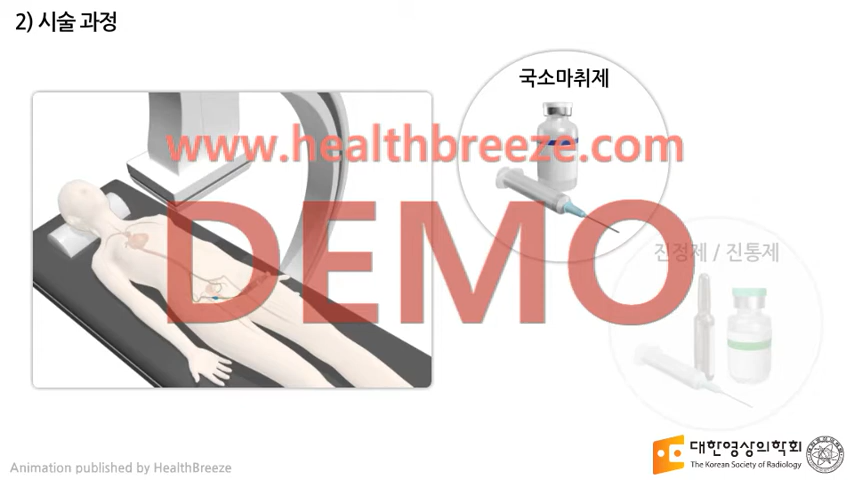 2) 시술 과정
국소마취제
www.healthbreeze.com
DEMO
진정제 / 진통제
대한영상의학회
The Korean Society of Radiology
Animation published by HealthBreeze